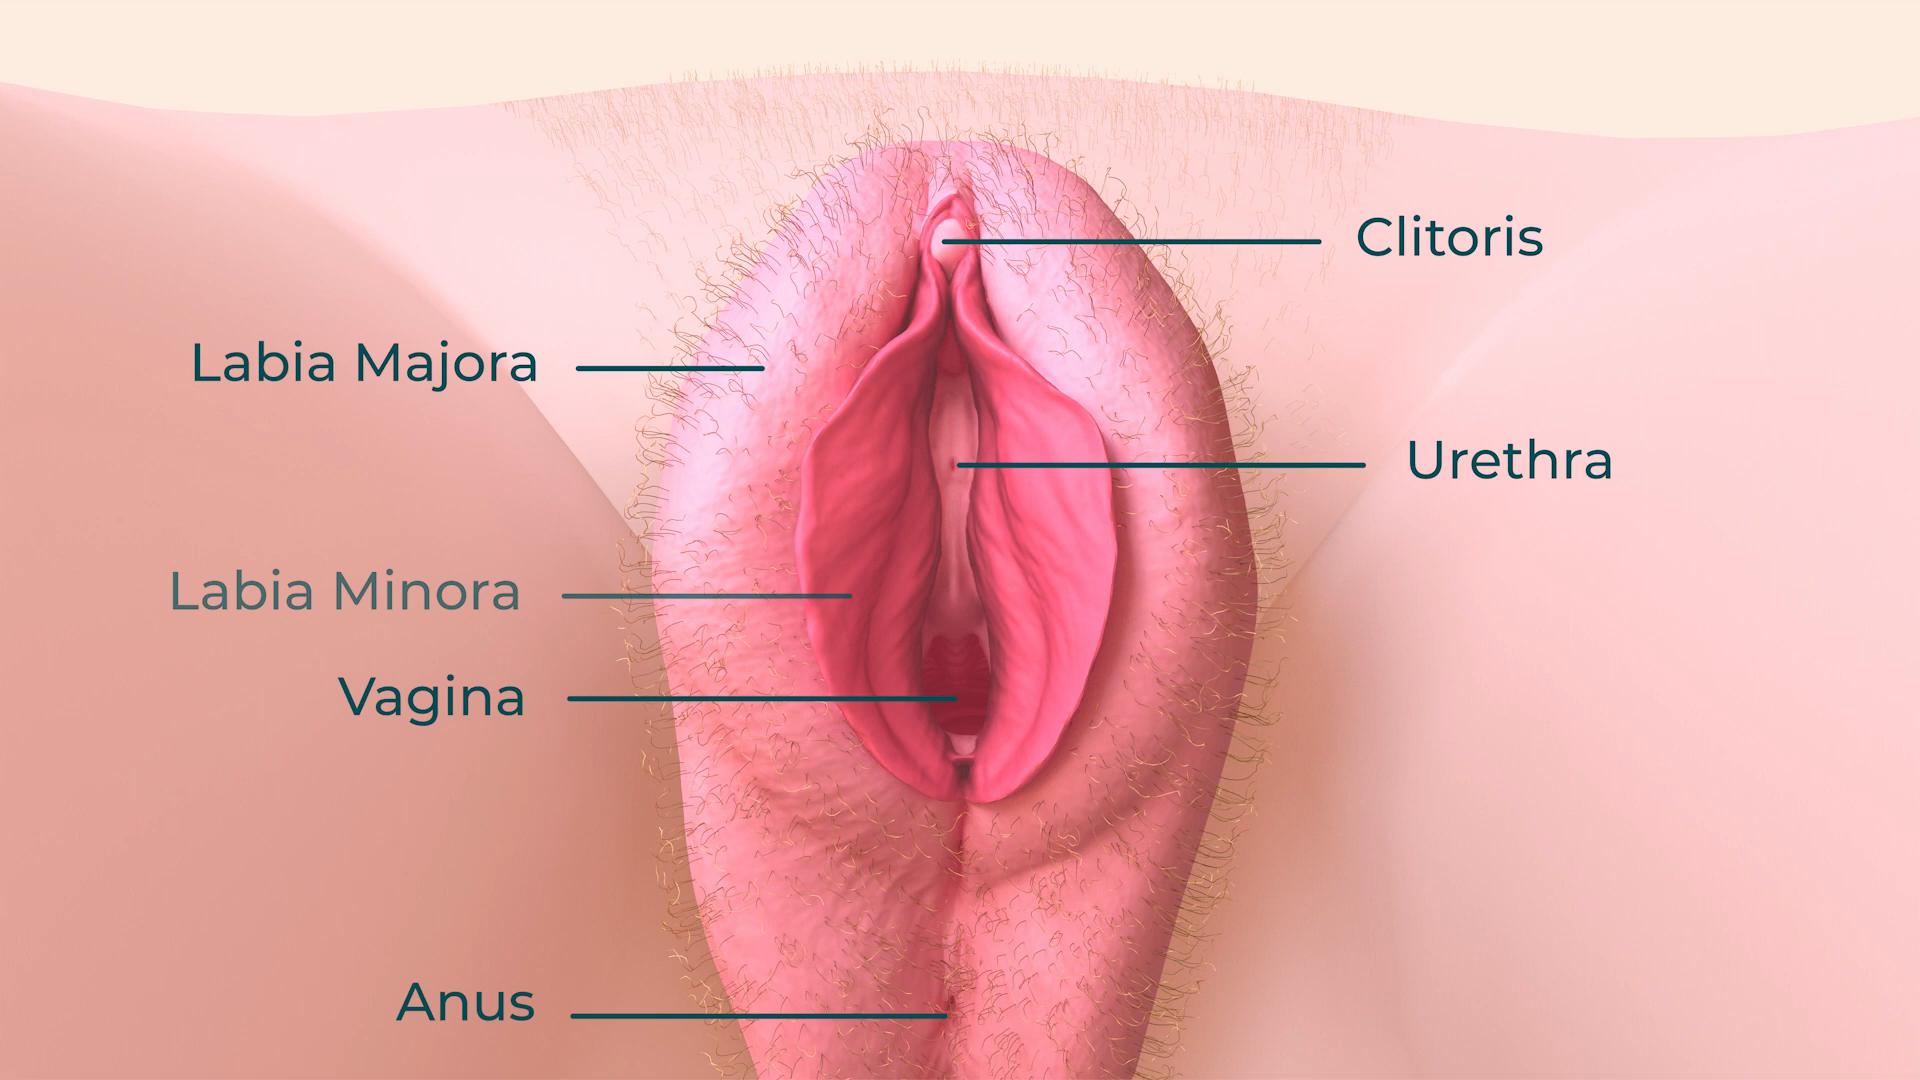 Clitoris
Labia Majora
Urethra
Labia Minora
Vagina
Anus